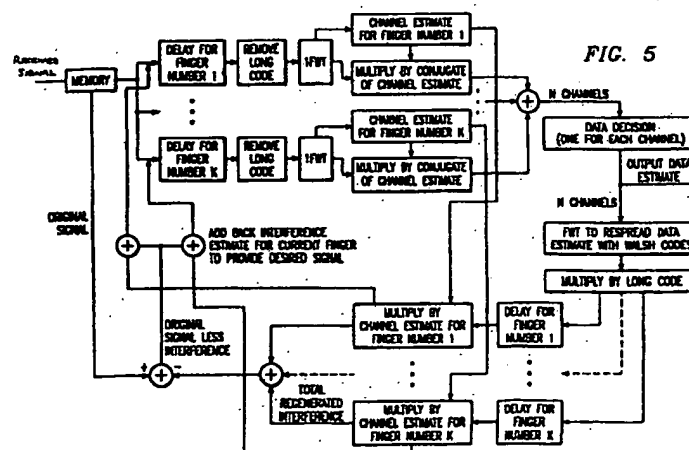 FIG. 5
RECEIVED
SIGNAL
MEMORY
DELAY FOR
FINGER
NUMBER 1
REMOVE
LONG
CODE
IFWT
CHANNEL ESTIMATE
FOR FINGER NUMBER 1
MULTIPLY BY CONJUGATE
OF CHANNEL ESTIMATE
DELAY FOR
FINGER
NUMBER K
REMOVE
LONG
CODE
IFWT
CHANNEL ESTIMATE
FOR FINGER NUMBER K
MULTIPLY BY CONJUGATE
OF CHANNEL ESTIMATE
+
N CHANNELS
DATA DECISION
(ONE FOR EACH CHANNEL)
OUTPUT DATA
ESTIMATE
N CHANNELS
FWT TO RESPREAD DATA
ESTIMATE WITH WALSH CODES
MULTIPLY BY LONG CODE
ORIGINAL
SIGNAL
+
+
ADD BACK INTERFERENCE
ESTIMATE FOR CURRENT FINGER
TO PROVIDE DESIRED SIGNAL
ORIGINAL
SIGNAL LESS
INTERFERENCE
+
+
-
+
TOTAL
REGENERATED
INTERFERENCE
MULTIPLY BY
CHANNEL ESTIMATE FOR
FINGER NUMBER 1
DELAY FOR
FINGER
NUMBER 1
MULTIPLY BY
CHANNEL ESTIMATE FOR
FINGER NUMBER K
DELAY FOR
FINGER
NUMBER K